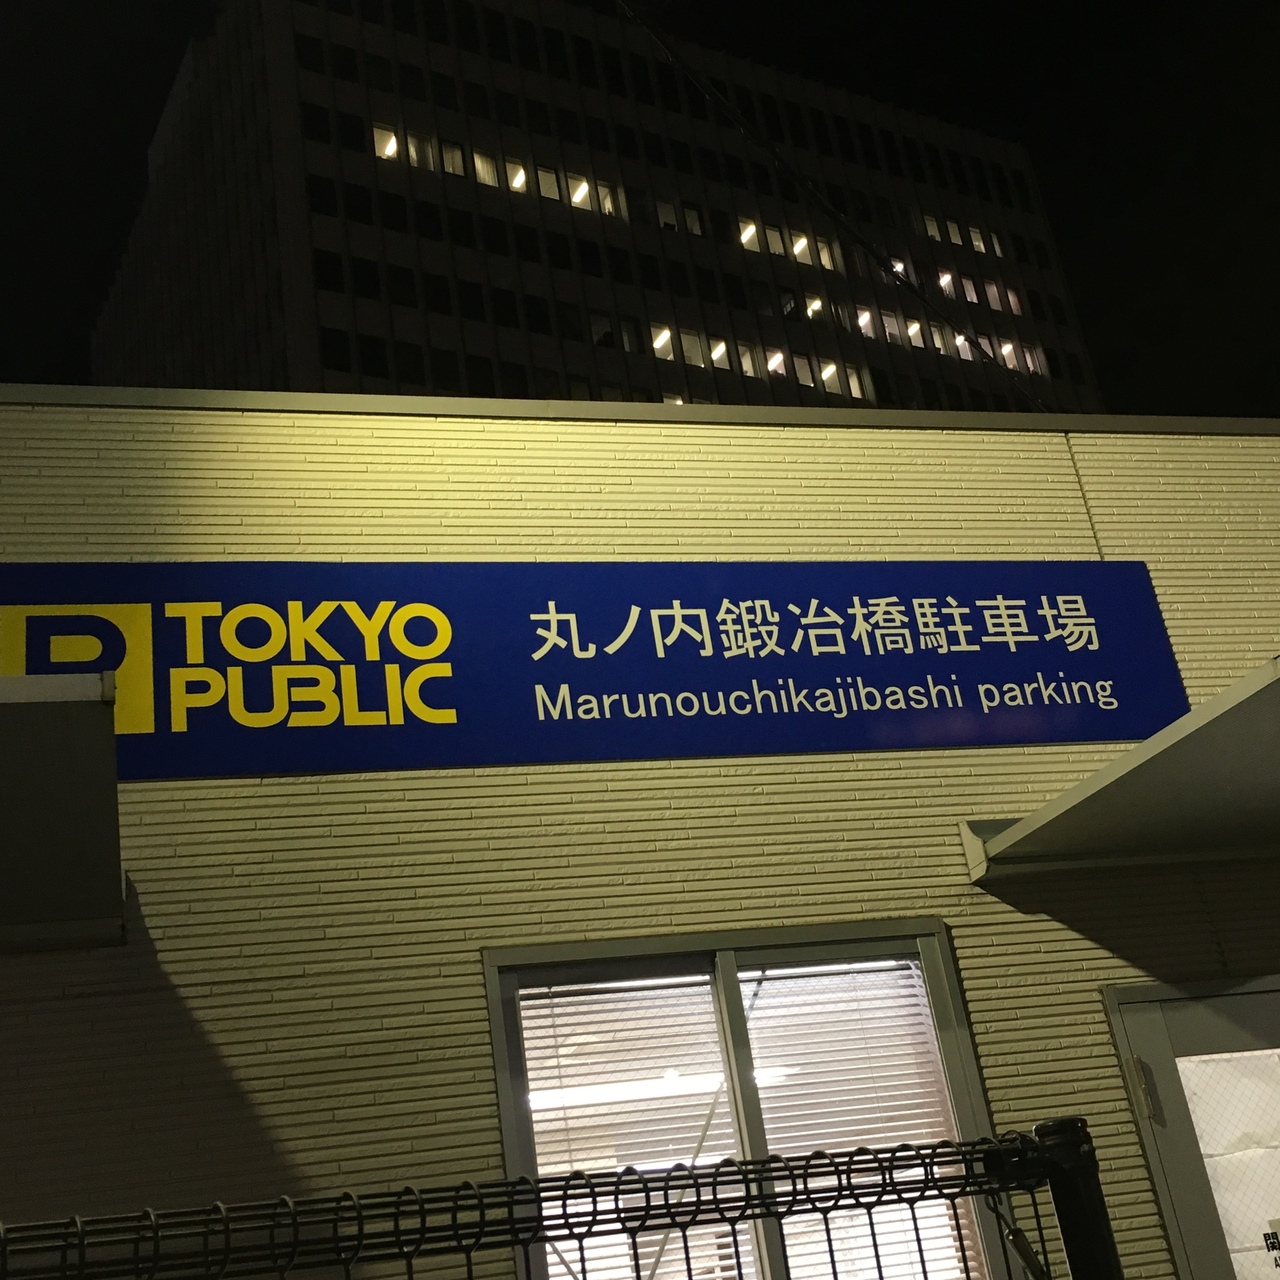 P
TOKYO
PUBLIC
丸ノ内鍛冶橋駐車場
Marunouchikajibashi parking